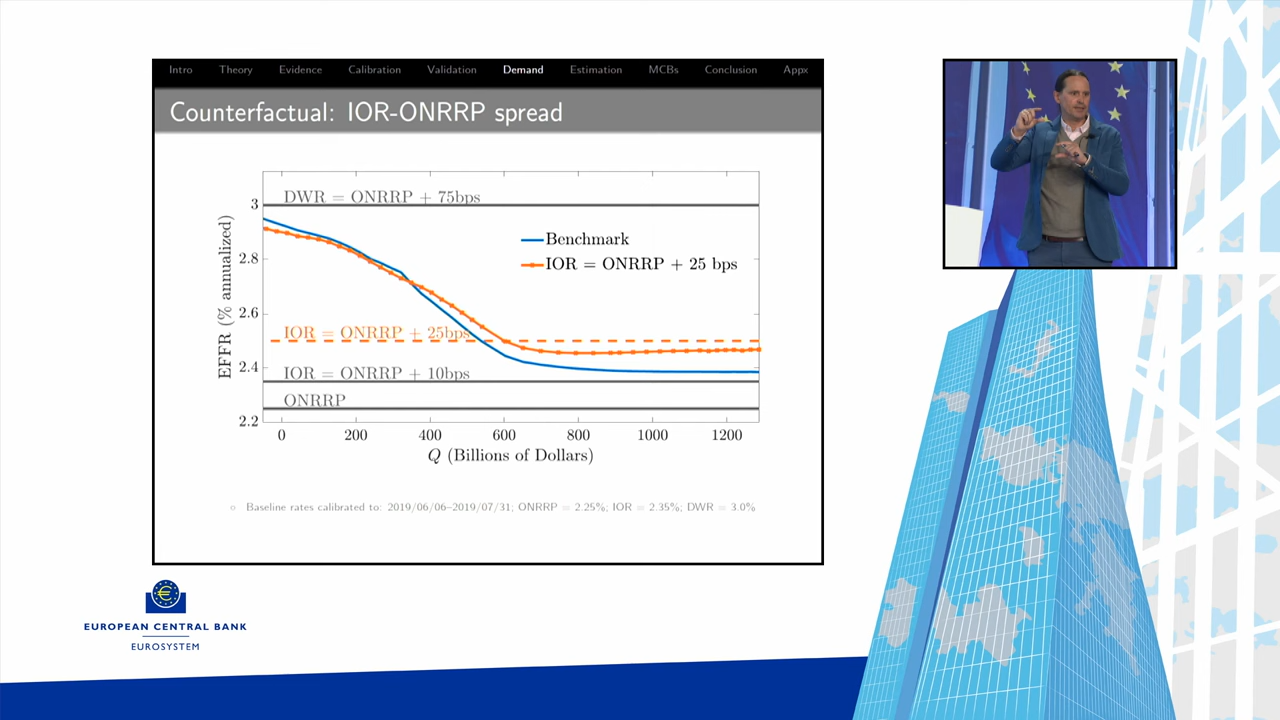 Intro Theory Evidence Calibration Validation Demand Estimation MCBs Conclusion Appx
Counterfactual: IOR-ONRRP spread
DWR = ONRRP + 75bps
Benchmark
IOR = ONRRP + 25 bps
IOR = ONRRP + 25bps
IOR = ONRRP + 10bps
ONRRP
EFFR (% annualized)
3
2.8
2.6
2.4
2.2
0 200 400 600 800 1000 1200
Q (Billions of Dollars)
Baseline rates calibrated to: 2019/06/06–2019/07/31; ONRRP = 2.25%; IOR = 2.35%; DWR = 3.0%
EUROPEAN CENTRAL BANK
EUROSYSTEM